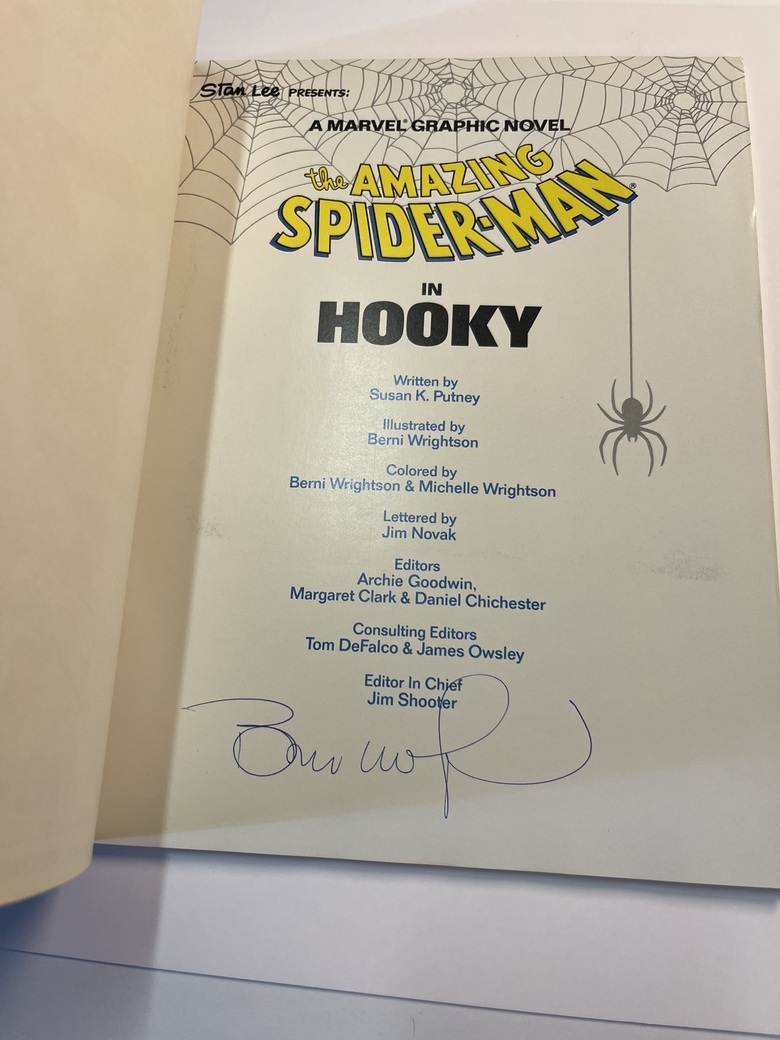 Stan Lee PRESENTS:
A MARVEL® GRAPHIC NOVEL
the AMAZING
SPIDER-MAN®
IN
HOOKY
Written by
Susan K. Putney
Illustrated by
Berni Wrightson
Colored by
Berni Wrightson & Michelle Wrightson
Lettered by
Jim Novak
Editors
Archie Goodwin,
Margaret Clark & Daniel Chichester
Consulting Editors
Tom DeFalco & James Owsley
Editor In Chief
Jim Shooter